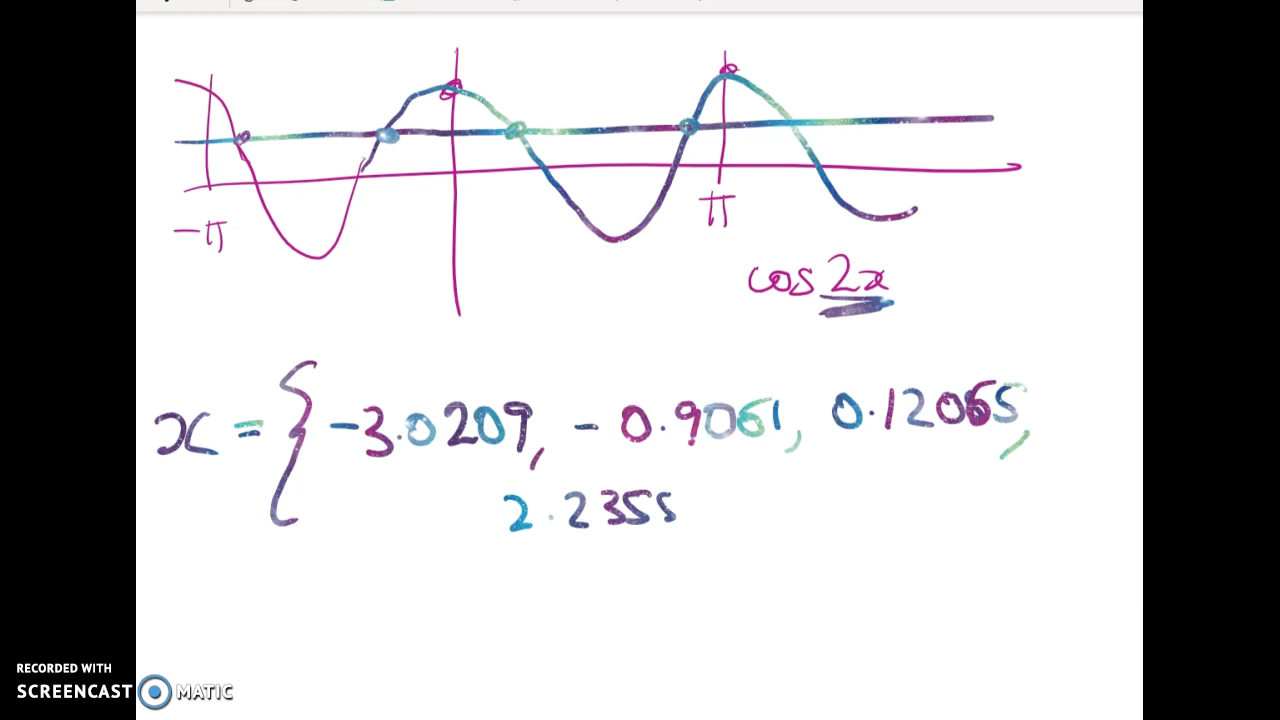 -π
π
cos 2x
x = { -3.0209, -0.9061, 0.12065,
2.2355
RECORDED WITH
SCREENCAST MATIC